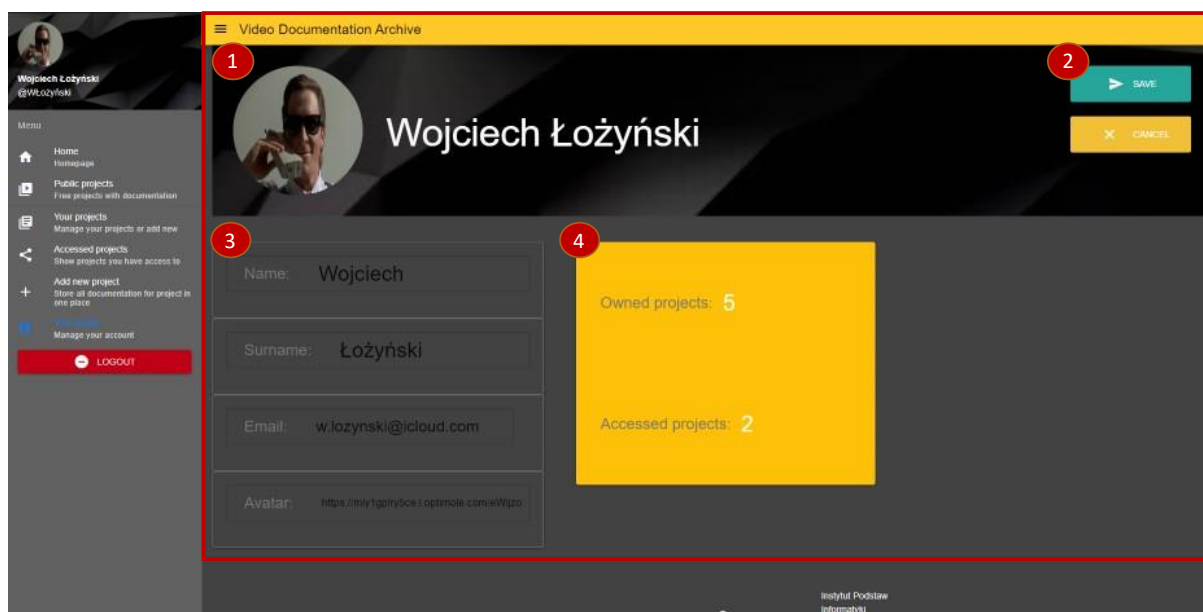 Wojciech Łożyński
@WŁożyński
Menu
Home
Homepage
Public projects
Free projects with documentation
Your projects
Manage your projects or add new
Accessed projects
Show projects you have access to
Add new project
Store all documentation for project in
one place
Manage your account
LOGOUT
Video Documentation Archive
1
Wojciech Łożyński
2
SAVE
CANCEL
3
Name: Wojciech
Surname: Łożyński
Email: w.lozynski@icloud.com
Avatar:
4
Owned projects: 5
Accessed projects: 2
Instytut Podstaw
Informatyki